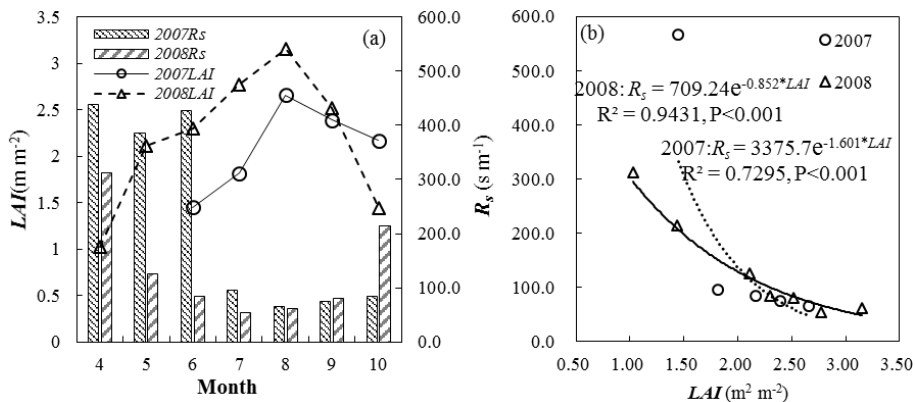 3.5
3
2.5
2
1.5
1
0.5
0
LAI(m m⁻²)
2007Rs
2008Rs
2007LAI
2008LAI
(a)
600.0
500.0
400.0
300.0
200.0
100.0
0.0
Rs (s m⁻¹)
4 5 6 7 8 9 10
Month
600.0
500.0
400.0
300.0
200.0
100.0
0.0
(b)
2007
2008
2008: Rs = 709.24e⁻⁰·⁸⁵²*LAI
R² = 0.9431, P<0.001
2007:Rs = 3375.7e⁻¹·⁶⁰¹*LAI
R² = 0.7295, P<0.001
0.50 1.00 1.50 2.00 2.50 3.00 3.50
LAI (m² m⁻²)